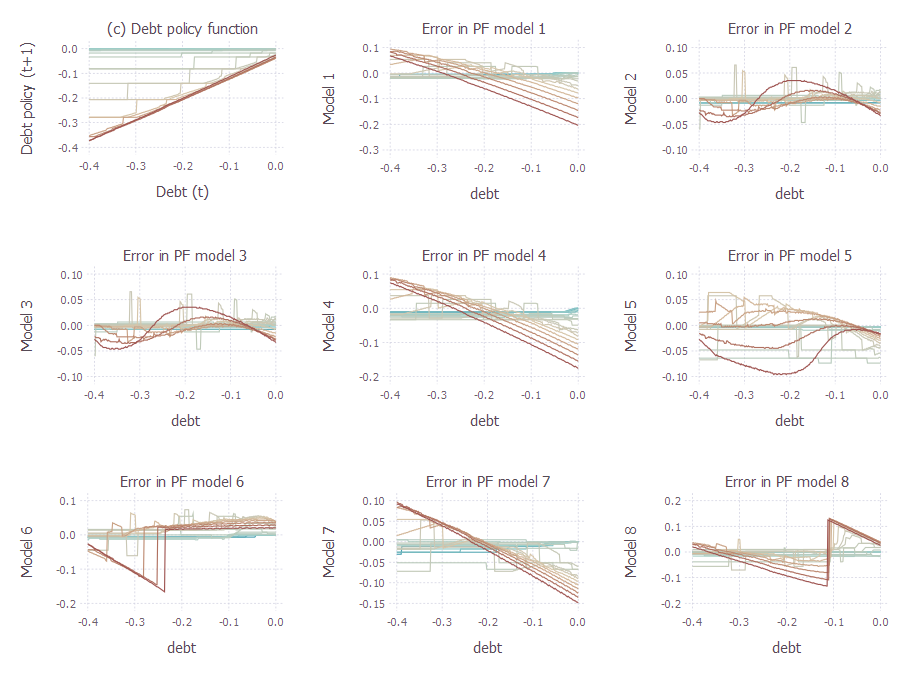 (c) Debt policy function
Debt policy (t+1)
0.0
-0.1
-0.2
-0.3
-0.4
-0.4 -0.3 -0.2 -0.1 0.0
Debt (t)
Error in PF model 1
Model 1
0.1
0.0
-0.1
-0.2
-0.3
-0.4 -0.3 -0.2 -0.1 0.0
debt
Error in PF model 2
Model 2
0.10
0.05
0.00
-0.05
-0.10
-0.4 -0.3 -0.2 -0.1 0.0
debt
Error in PF model 3
Model 3
0.10
0.05
0.00
-0.05
-0.10
-0.4 -0.3 -0.2 -0.1 0.0
debt
Error in PF model 4
Model 4
0.1
0.0
-0.1
-0.2
-0.4 -0.3 -0.2 -0.1 0.0
debt
Error in PF model 5
Model 5
0.10
0.05
0.00
-0.05
-0.10
-0.4 -0.3 -0.2 -0.1 0.0
debt
Error in PF model 6
Model 6
0.1
0.0
-0.1
-0.2
-0.4 -0.3 -0.2 -0.1 0.0
debt
Error in PF model 7
Model 7
0.10
0.05
0.00
-0.05
-0.10
-0.15
-0.4 -0.3 -0.2 -0.1 0.0
debt
Error in PF model 8
Model 8
0.2
0.1
0.0
-0.1
-0.2
-0.4 -0.3 -0.2 -0.1 0.0
debt